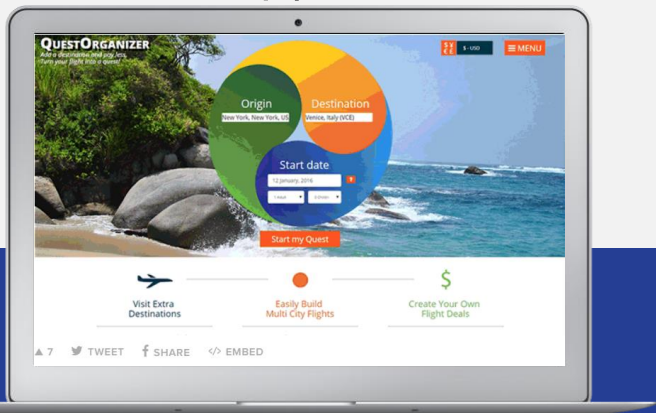 QUESTORGANIZER
Add a destination and pay less.
Turn your flight into a quest!
$ - USD
MENU
Origin
Destination
New York, New York, US
Venice, Italy (VCE)
Start date
12 January, 2016
?
1 Adult
Start my Quest
Visit Extra
Destinations
Easily Build
Multi City Flights
Create Your Own
Flight Deals
7
TWEET
SHARE
EMBED